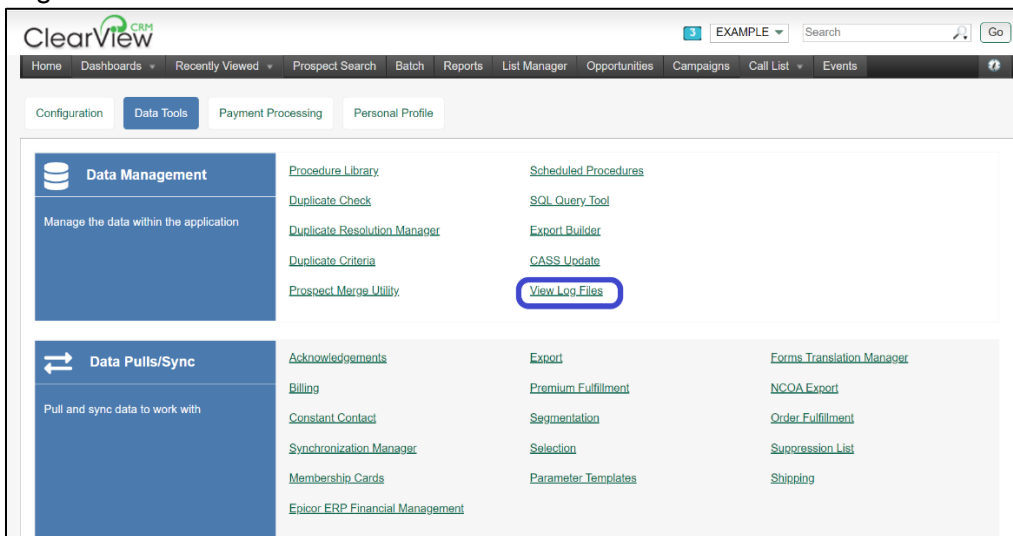 ClearView CRM
3 EXAMPLE Search Go
Home Dashboards Recently Viewed Prospect Search Batch Reports List Manager Opportunities Campaigns Call List Events
Configuration Data Tools Payment Processing Personal Profile
Data Management
Manage the data within the application
Procedure Library Scheduled Procedures
Duplicate Check SQL Query Tool
Duplicate Resolution Manager Export Builder
Duplicate Criteria CASS Update
Prospect Merge Utility View Log Files
Data Pulls/Sync
Pull and sync data to work with
Acknowledgements Export Forms Translation Manager
Billing Premium Fulfillment NCOA Export
Constant Contact Segmentation Order Fulfillment
Synchronization Manager Selection Suppression List
Membership Cards Parameter Templates Shipping
Epicor ERP Financial Management